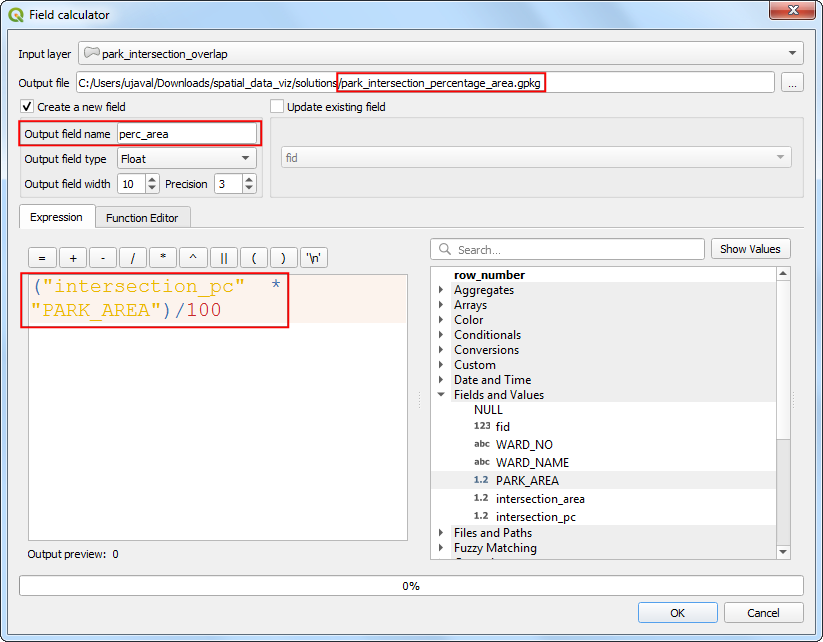 Field calculator
Input layer park_intersection_overlap
Output file C:/Users/ujaval/Downloads/spatial_data_viz/solutions/park_intersection_percentage_area.gpkg ...
Create a new field
Update existing field
Output field name perc_area
Output field type Float
Output field width 10 Precision 3
fid
Expression Function Editor
= + - / * ^ || ( ) '\n'
("intersection_pc" *
"PARK_AREA")/100
Output preview: 0
Search... Show Values
row_number
Aggregates
Arrays
Color
Conditionals
Conversions
Custom
Date and Time
Fields and Values
NULL
123 fid
abc WARD_NO
abc WARD_NAME
1.2 PARK_AREA
1.2 intersection_area
1.2 intersection_pc
Files and Paths
Fuzzy Matching
0%
OK Cancel